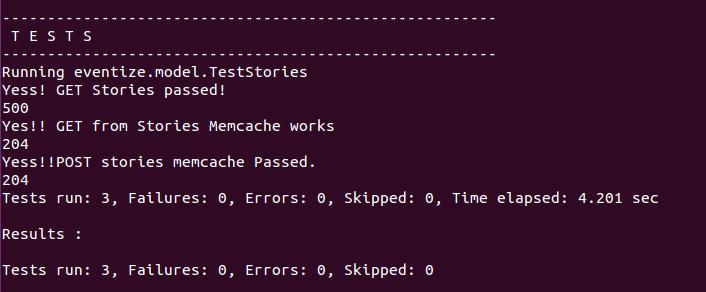 -------------------------------------------------------
 T E S T S
-------------------------------------------------------
Running eventize.model.TestStories
Yess! GET Stories passed!
500
Yes!! GET from Stories Memcache works
204
Yess!!POST stories memcache Passed.
204
Tests run: 3, Failures: 0, Errors: 0, Skipped: 0, Time elapsed: 4.201 sec
Results :
Tests run: 3, Failures: 0, Errors: 0, Skipped: 0